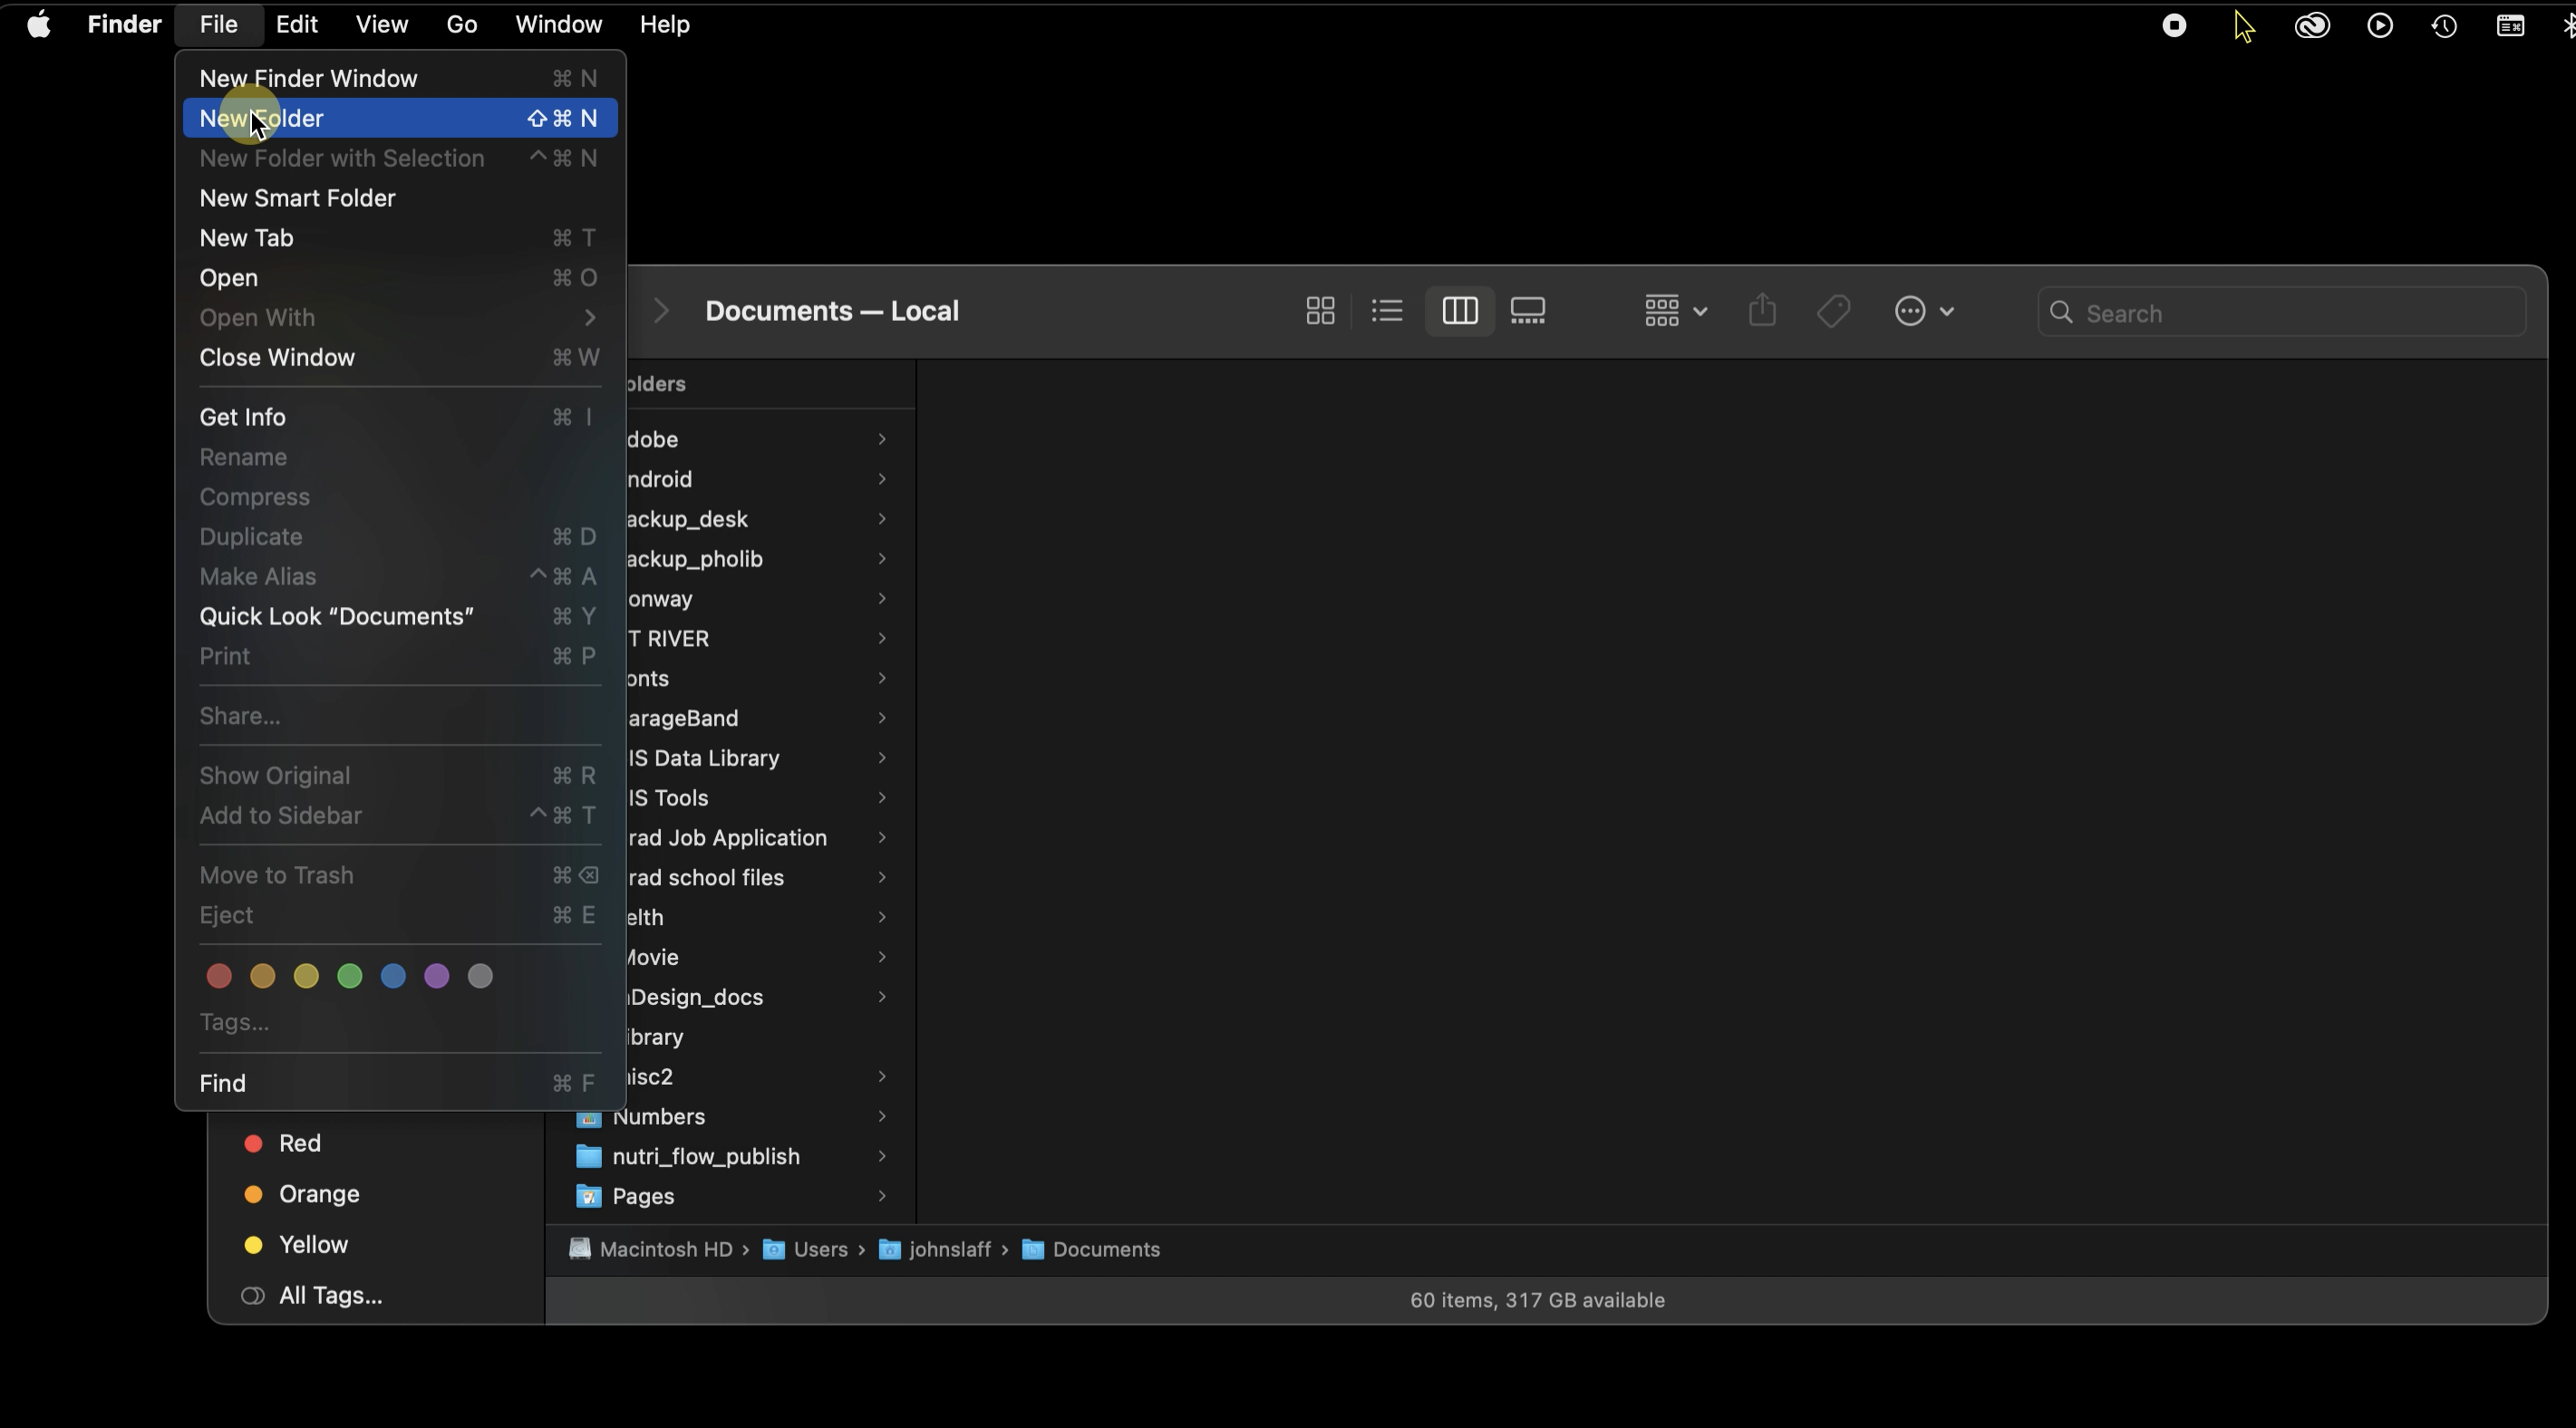 Finder File Edit View Go Window Help
New Finder Window ⌘ N
New Folder ⇧ ⌘ N
New Folder with Selection ^ ⌘ N
New Smart Folder
New Tab ⌘ T
Open ⌘ O
Open With >
Close Window ⌘ W
Get Info ⌘ I
Rename
Compress
Duplicate ⌘ D
Make Alias ^ ⌘ A
Quick Look “Documents” ⌘ Y
Print ⌘ P
Share...
Show Original ⌘ R
Add to Sidebar ^ ⌘ T
Move to Trash ⌘ ⌫
Eject ⌘ E
Tags...
Find ⌘ F
Red
Orange
Yellow
All Tags...
Documents — Local
Search
olders
dobe
ndroid
ackup_desk
ackup_pholib
onway
T RIVER
onts
arageBand
IS Data Library
IS Tools
rad Job Application
rad school files
elth
Movie
Design_docs
ibrary
isc2
Numbers
nutri_flow_publish
Pages
Macintosh HD › Users › johnslaff › Documents
60 items, 317 GB available